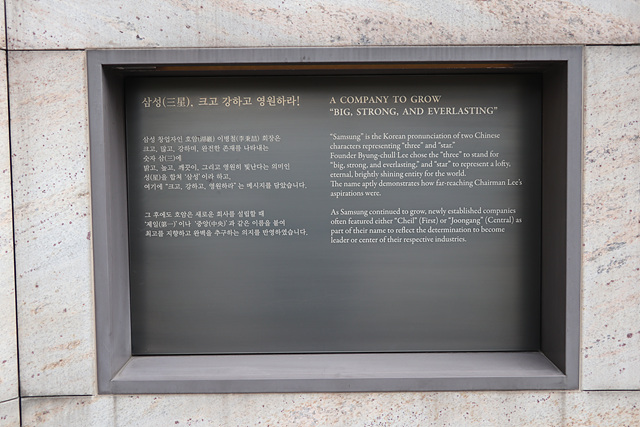 삼성(三星), 크고 강하고 영원하라!
삼성 창업자인 호암(湖巖) 이병철(李秉喆) 회장은
크고, 많고, 강하며, 완전한 존재를 나타내는
숫자 삼(三)에
밝고, 높고, 깨끗이, 그리고 영원히 빛난다는 의미인
성(星)을 합쳐 '삼성'이라 하고,
여기에 "크고, 강하고, 영원하라"는 메시지를 담았습니다.
그 후에도 호암은 새로운 회사를 설립할 때
'제일(第一)'이나 '중앙(中央)'과 같은 이름을 붙여
최고를 지향하고 완벽을 추구하는 의지를 반영하였습니다.
A COMPANY TO GROW
"BIG, STRONG, AND EVERLASTING"
"Samsung" is the Korean pronunciation of two Chinese
characters representing "three" and "star."
Founder Byung-chull Lee chose the "three" to stand for
"big, strong, and everlasting," and "star" to represent a lofty,
eternal, brightly shining entity for the world.
The name aptly demonstrates how far-reaching Chairman Lee's
aspirations were.
As Samsung continued to grow, newly established companies
often featured either "Cheil" (First) or "Joongang" (Central) as
part of their name to reflect the determination to become
leader or center of their respective industries.